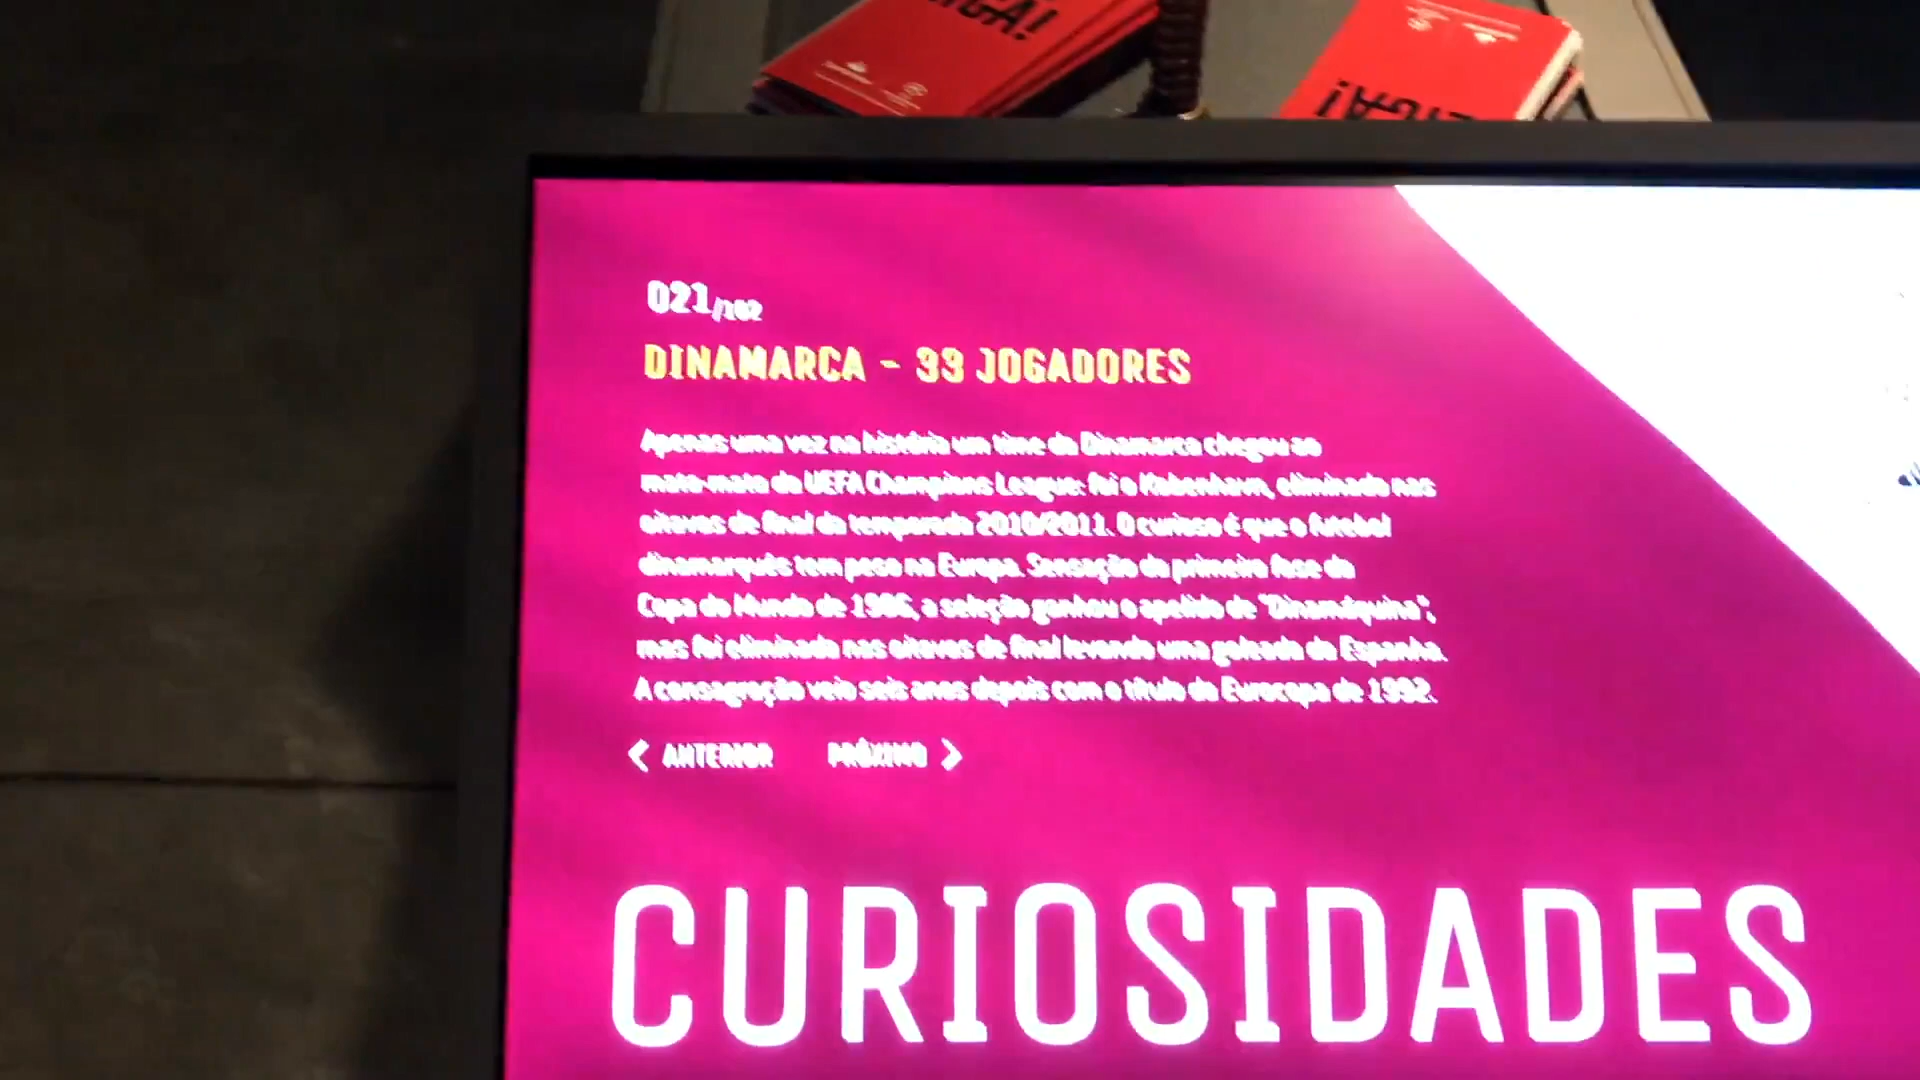 IGA!
IGA!
021/102
DINAMARCA - 33 JOGADORES
Apenas uma vez na história um time da Dinamarca chegou ao
mata-mata da UEFA Champions League: foi o Kobenhavn, eliminado nas
oitavas de final da temporada 2010/2011. O curioso é que o futebol
dinamarquês tem peso na Europa. Sensação da primeira fase da
Copa do Mundo de 1986, a seleção ganhou o apelido de "Dinamáquina",
mas foi eliminada nas oitavas de final levando uma goleada da Espanha.
A consagração veio seis anos depois com o título da Eurocopa de 1992.
ANTERIOR PRÓXIMO
CURIOSIDADES